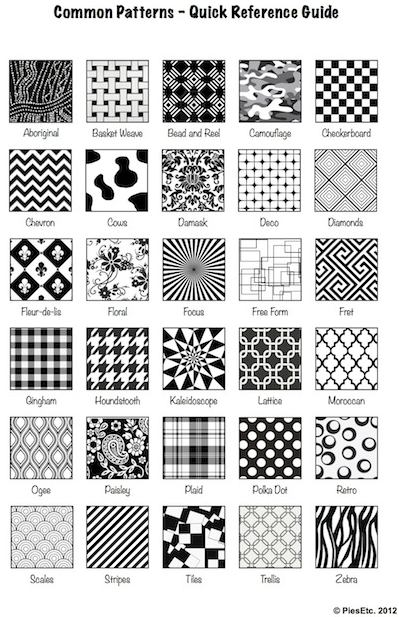 Common Patterns - Quick Reference Guide
Aboriginal Basket Weave Bead and Reel Camouflage Checkerboard
Chevron Cows Damask Deco Diamonds
Fleur-de-lis Floral Focus Free Form Fret
Gingham Houndstooth Kaleidoscope Lattice Moroccan
Ogee Paisley Plaid Polka Dot Retro
Scales Stripes Tiles Trellis Zebra
© PiesEtc. 2012